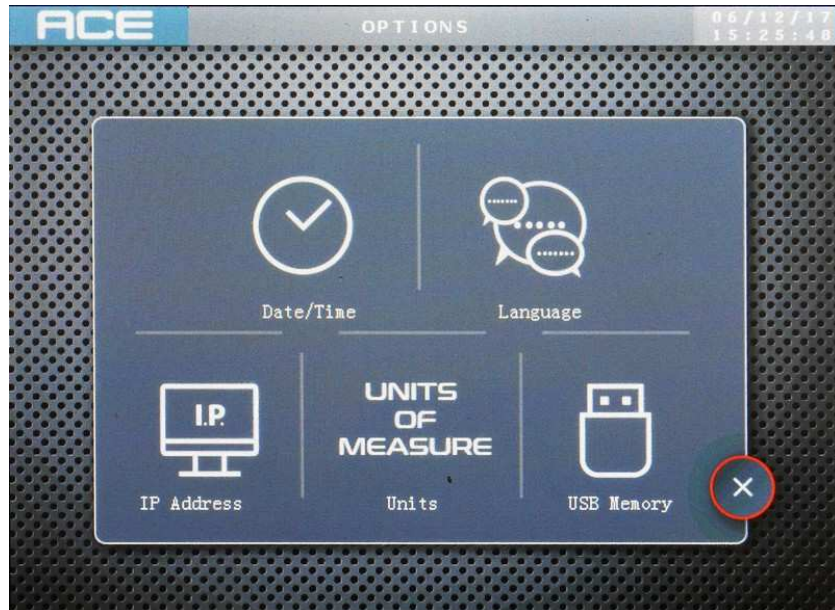 ACE
OPTIONS
06/12/17
15:25:48
Date/Time
Language
I.P.
UNITS
OF
MEASURE
IP Address
Units
USB Memory